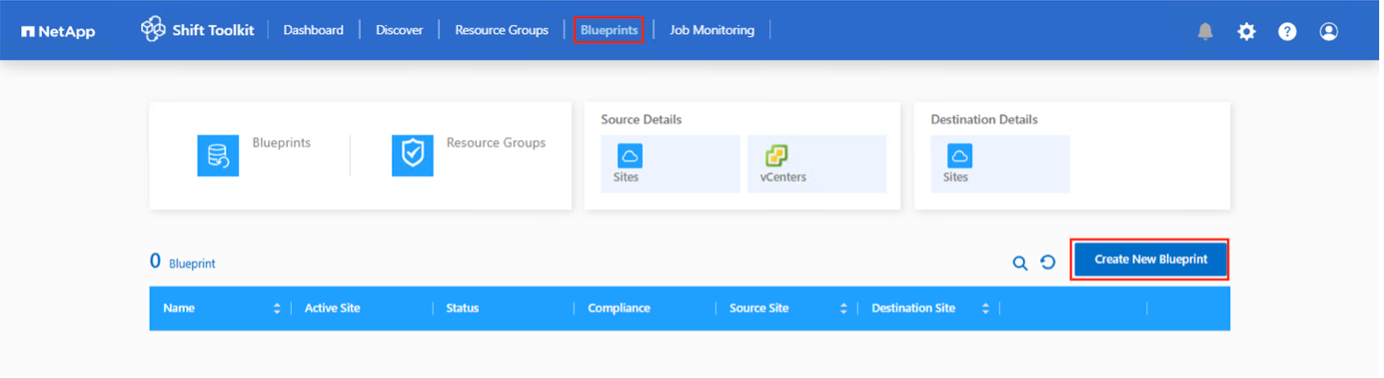 NetApp Shift Toolkit Dashboard Discover Resource Groups Blueprints Job Monitoring
Source Details Destination Details
Blueprints Resource Groups
Sites vCenters Sites
0 Blueprint
Create New Blueprint
Name Active Site Status Compliance Source Site Destination Site